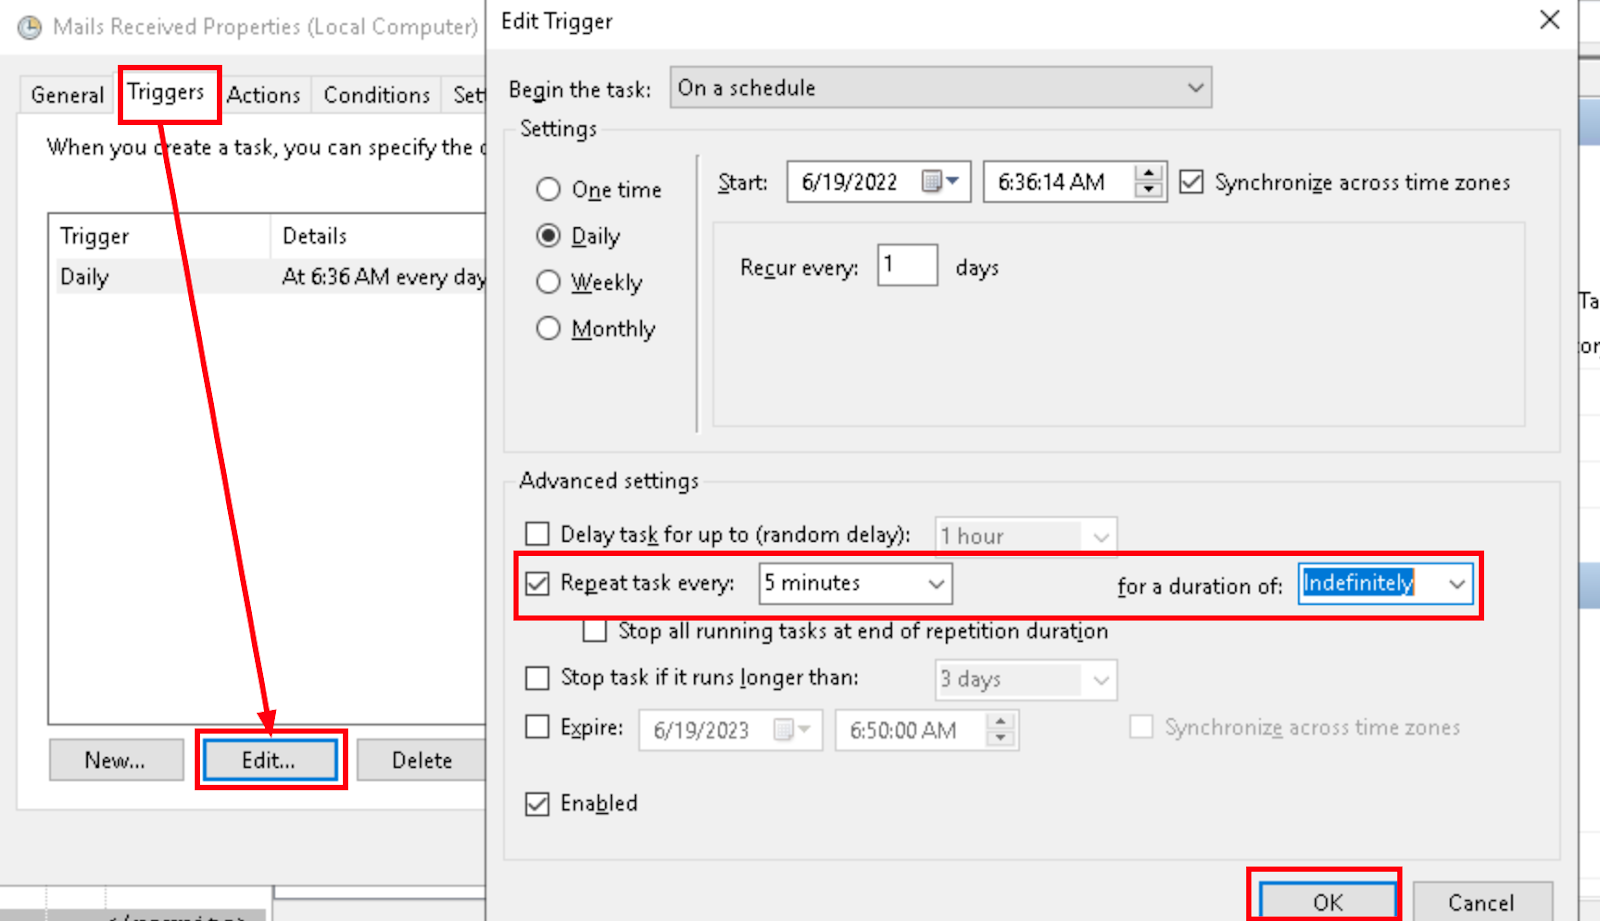 Mails Received Properties (Local Computer)
General Triggers Actions Conditions
When you create a task, you can specify the
Trigger Details
Daily At 6:36 AM every day
New... Edit... Delete
Edit Trigger
Begin the task: On a schedule
Settings
One time
Daily
Weekly
Monthly
Start: 6/19/2022 6:36:14 AM Synchronize across time zones
Recur every: 1 days
Advanced settings
Delay task for up to (random delay): 1 hour
Repeat task every: 5 minutes for a duration of: Indefinitely
Stop all running tasks at end of repetition duration
Stop task if it runs longer than: 3 days
Expire: 6/19/2023 6:50:00 AM Synchronize across time zones
Enabled
OK Cancel